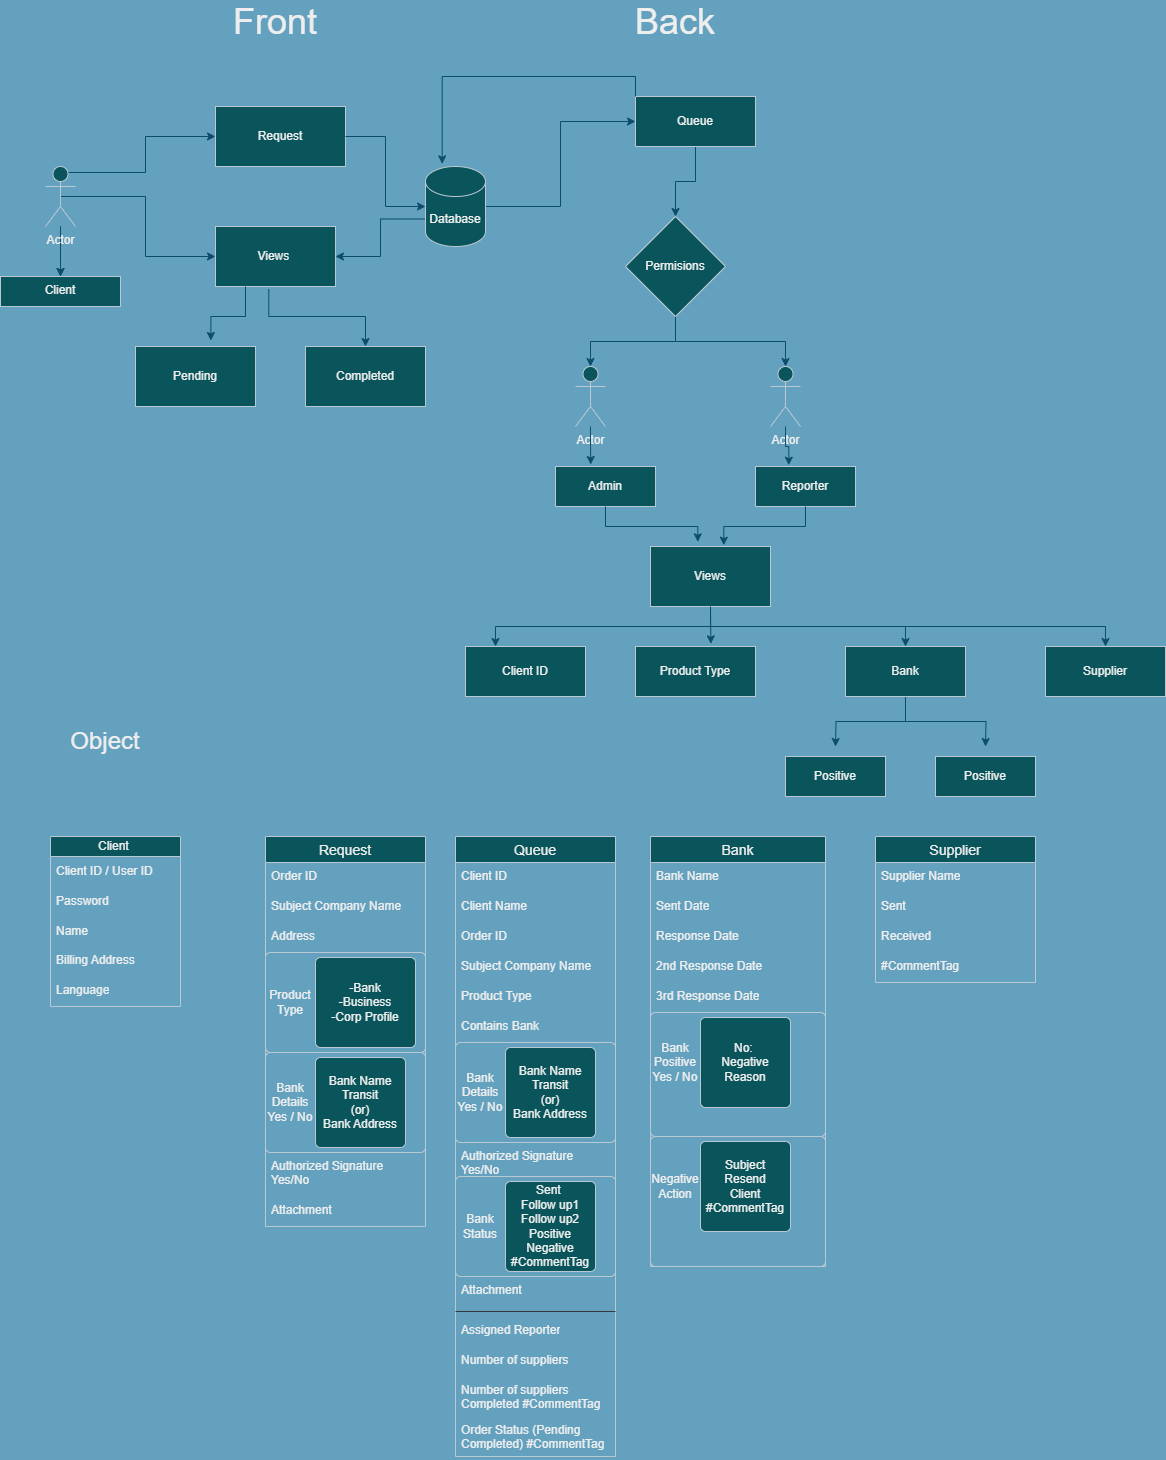 Front
Back
Request
Queue
Database
Actor
Views
Client
Permisions
Pending
Completed
Actor
Actor
Admin
Reporter
Views
Client ID
Product Type
Bank
Supplier
Object
Positive
Positive
Client
Client ID / User ID
Password
Name
Billing Address
Language
Request
Order ID
Subject Company Name
Address
Product
Type
-Bank
-Business
-Corp Profile
Bank
Details
Yes / No
Bank Name
Transit
(or)
Bank Address
Authorized Signature
Yes/No
Attachment
Queue
Client ID
Client Name
Order ID
Subject Company Name
Product Type
Contains Bank
Bank
Details
Yes / No
Bank Name
Transit
(or)
Bank Address
Authorized Signature
Yes/No
Bank
Status
Sent
Follow up1
Follow up2
Positive
Negative
#CommentTag
Attachment
Assigned Reporter
Number of suppliers
Number of suppliers
Completed #CommentTag
Order Status (Pending
Completed) #CommentTag
Bank
Bank Name
Sent Date
Response Date
2nd Response Date
3rd Response Date
Bank
Positive
Yes / No
No:
Negative
Reason
Negative
Action
Subject
Resend
Client
#CommentTag
Supplier
Supplier Name
Sent
Received
#CommentTag